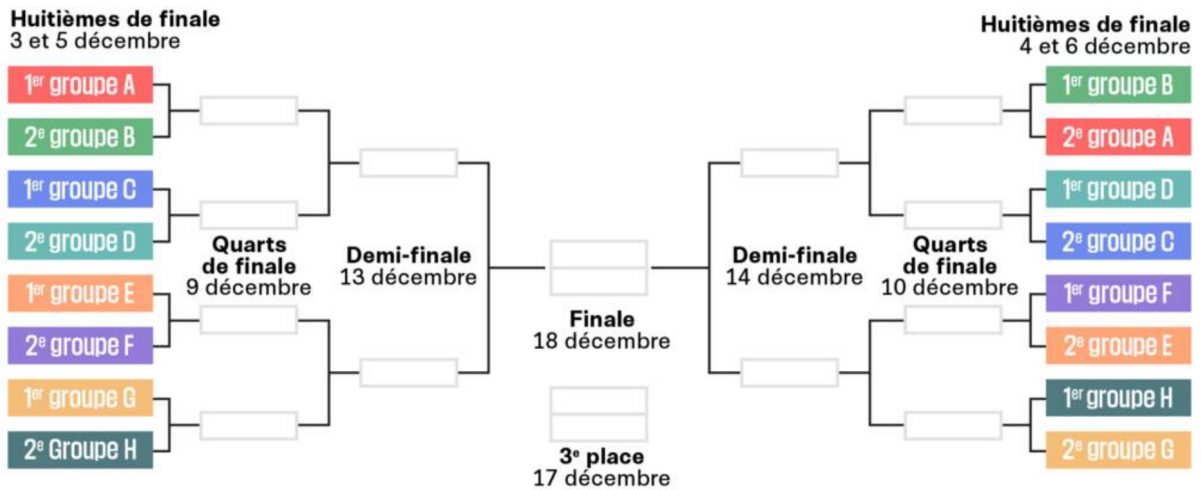 Huitièmes de finale
3 et 5 décembre
1er groupe A
2e groupe B
1er groupe C
2e groupe D
1er groupe E
2e groupe F
1er groupe G
2e Groupe H
Quarts
de finale
9 décembre
Demi-finale
13 décembre
Finale
18 décembre
3e place
17 décembre
Demi-finale
14 décembre
Quarts
de finale
10 décembre
Huitièmes de finale
4 et 6 décembre
1er groupe B
2e groupe A
1er groupe D
2e groupe C
1er groupe F
2e groupe E
1er groupe H
2e groupe G